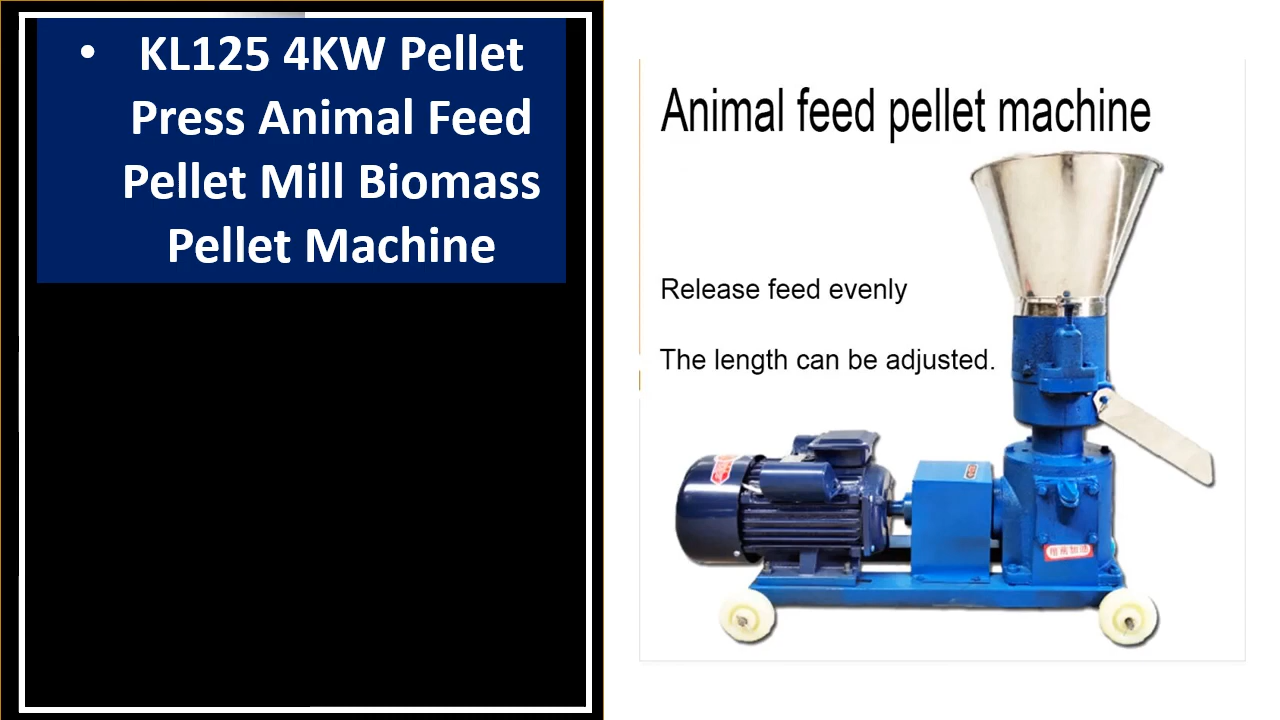 • KL125 4KW Pellet
Press Animal Feed
Pellet Mill Biomass
Pellet Machine
Animal feed pellet machine
Release feed evenly
The length can be adjusted.